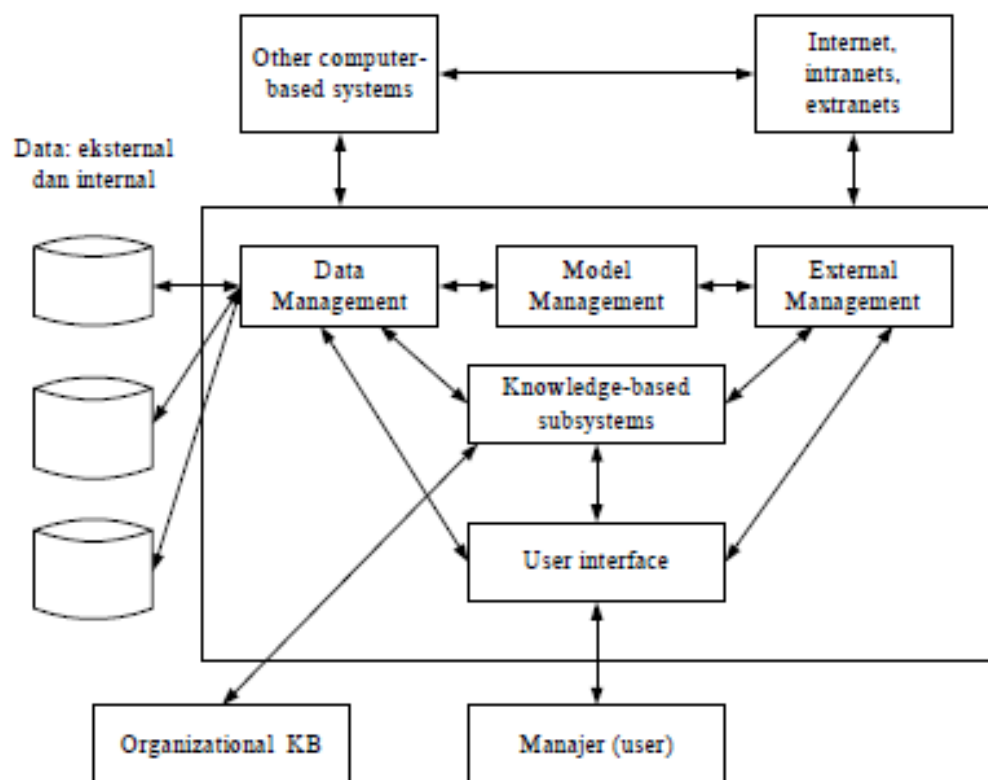 Other computer-
based systems
Internet,
intranets,
extranets
Data: eksternal
dan internal
Data
Management
Model
Management
External
Management
Knowledge-based
subsystems
User interface
Organizational KB
Manajer (user)